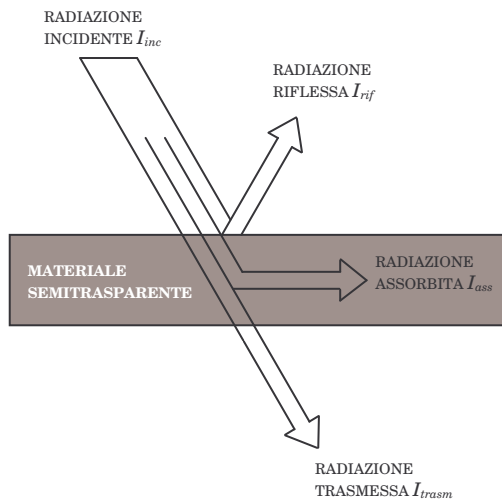 RADIAZIONE
INCIDENTE I_inc
RADIAZIONE
RIFLESSA I_rif
MATERIALE
SEMITRASPARENTE
RADIAZIONE
ASSORBITA I_ass
RADIAZIONE
TRASMESSA I_trasm